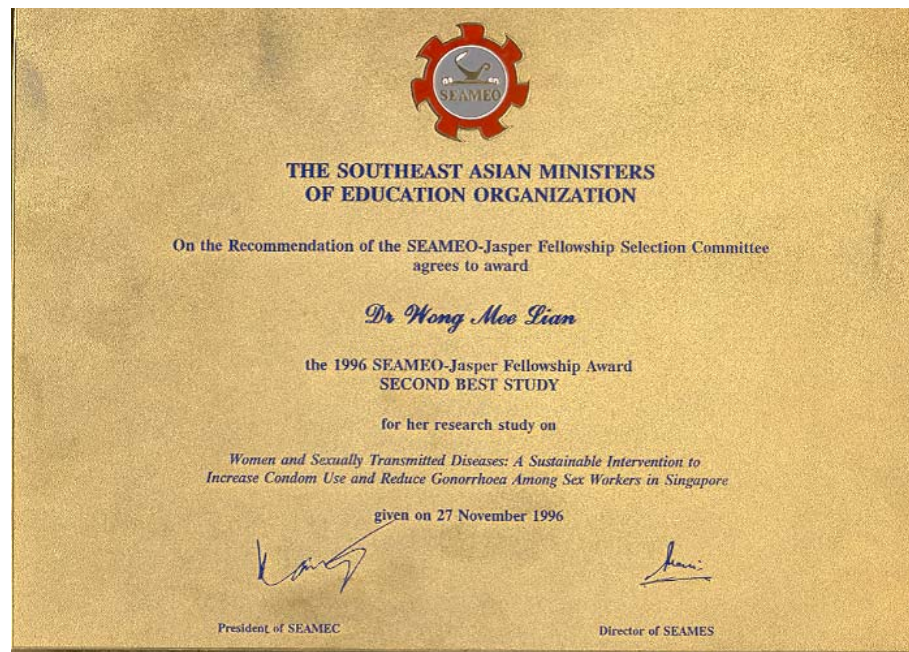 SEAMEO
THE SOUTHEAST ASIAN MINISTERS
OF EDUCATION ORGANIZATION
On the Recommendation of the SEAMEO-Jasper Fellowship Selection Committee
agrees to award
Dr Wong Mee Lian
the 1996 SEAMEO-Jasper Fellowship Award
SECOND BEST STUDY
for her research study on
Women and Sexually Transmitted Diseases: A Sustainable Intervention to
Increase Condom Use and Reduce Gonorrhoea Among Sex Workers in Singapore
given on 27 November 1996
President of SEAMEC
Director of SEAMES